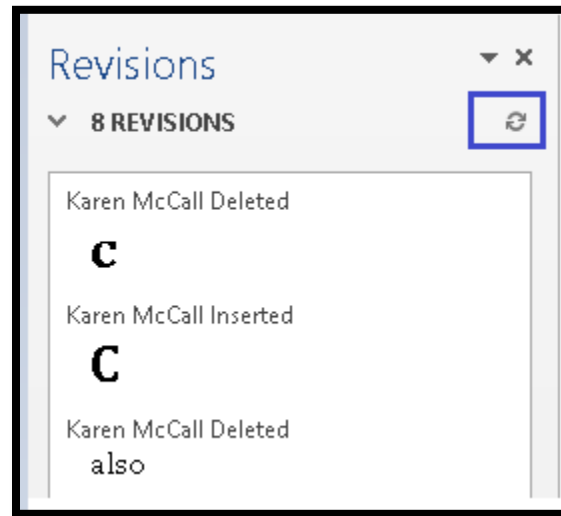 Revisions
8 REVISIONS
Karen McCall Deleted
c
Karen McCall Inserted
C
Karen McCall Deleted
also